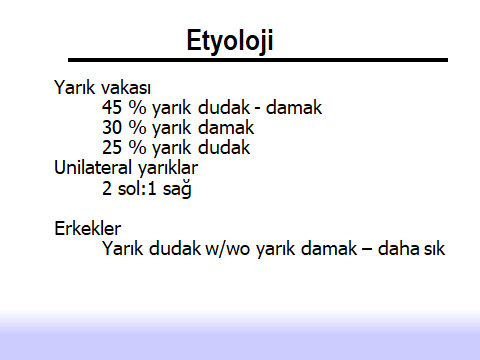 Etyoloji
Yarık vakası
45 % yarık dudak - damak
30 % yarık damak
25 % yarık dudak
Unilateral yarıklar
2 sol:1 sağ
Erkekler
Yarık dudak w/wo yarık damak – daha sık